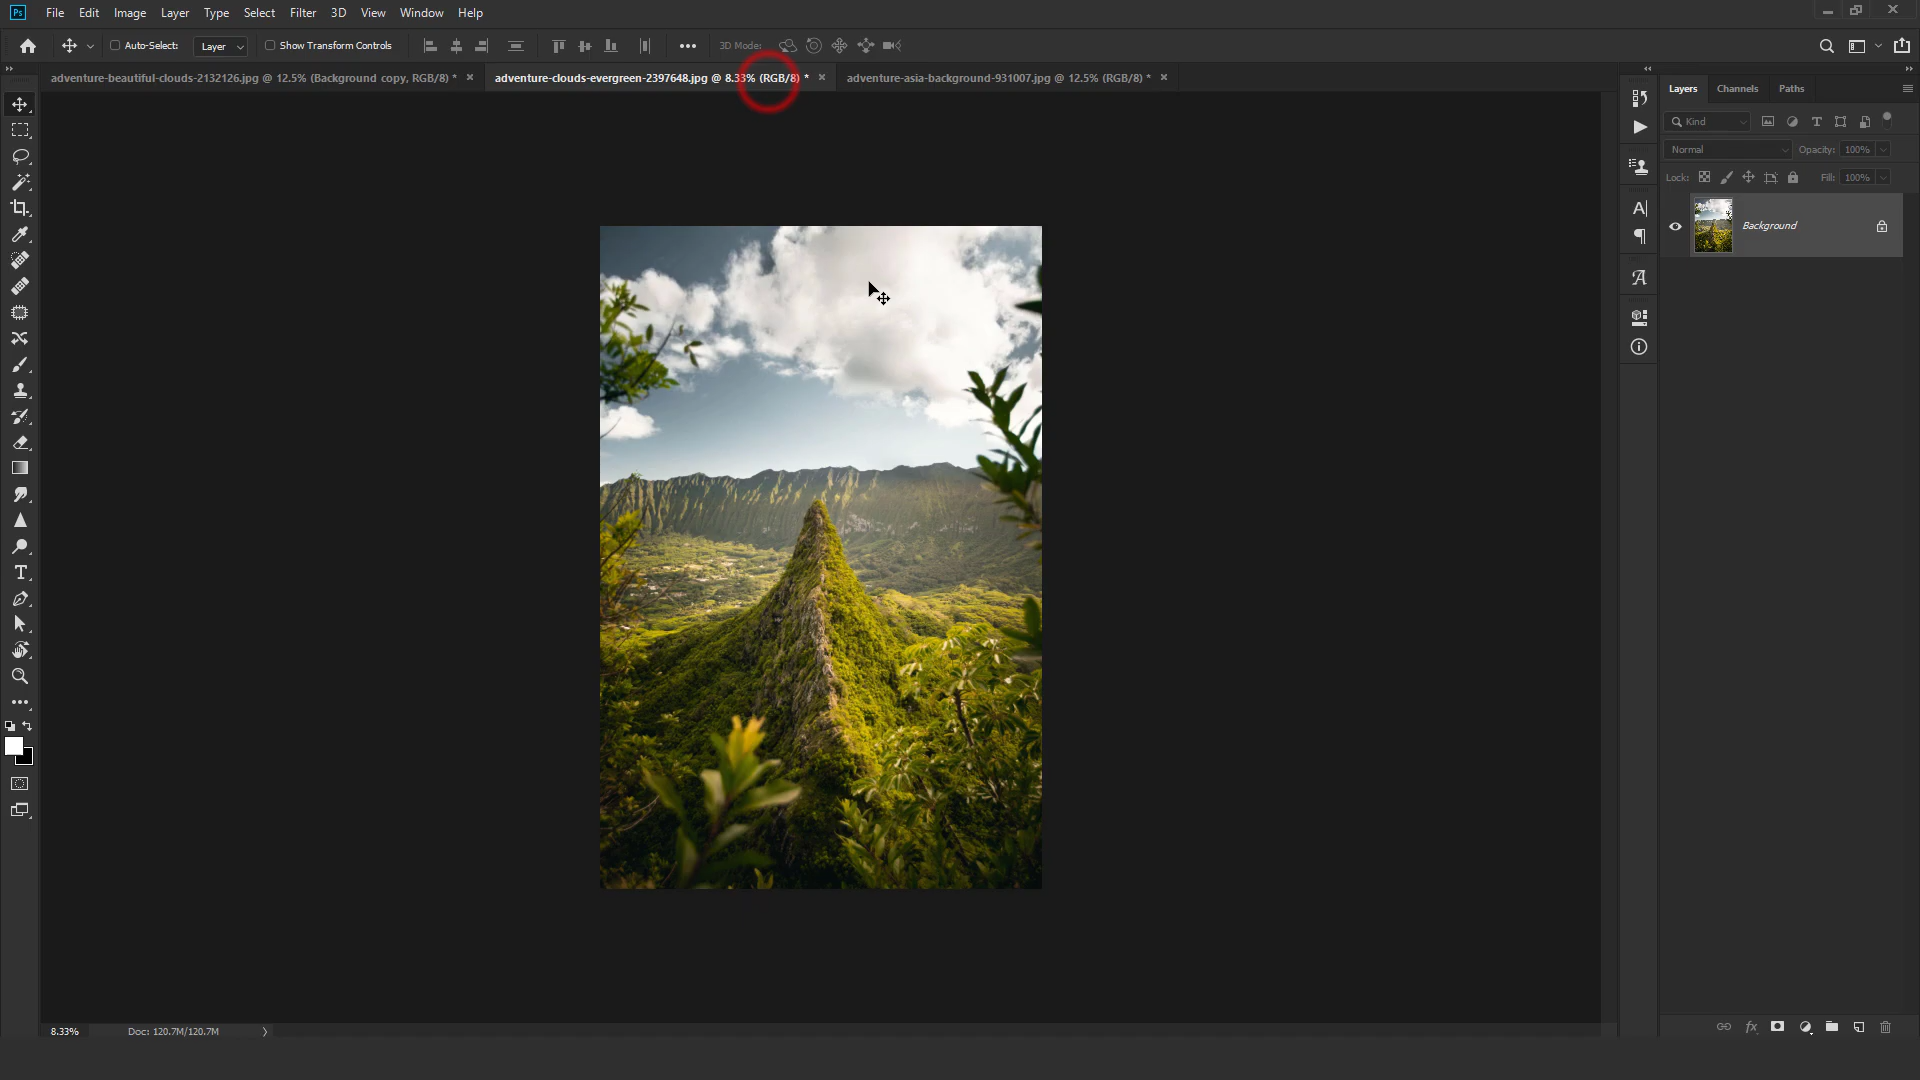 Ps File Edit Image Layer Type Select Filter 3D View Window Help
Auto-Select: Layer Show Transform Controls 3D Mode:
adventure-beautiful-clouds-2132126.jpg @ 12.5% (Background copy, RGB/8) * adventure-clouds-evergreen-2397648.jpg @ 8.33% (RGB/8) * adventure-asia-background-931007.jpg @ 12.5% (RGB/8) *
Layers Channels Paths
Kind
Normal Opacity: 100%
Lock: Fill: 100%
Background
8.33% Doc: 120.7M/120.7M